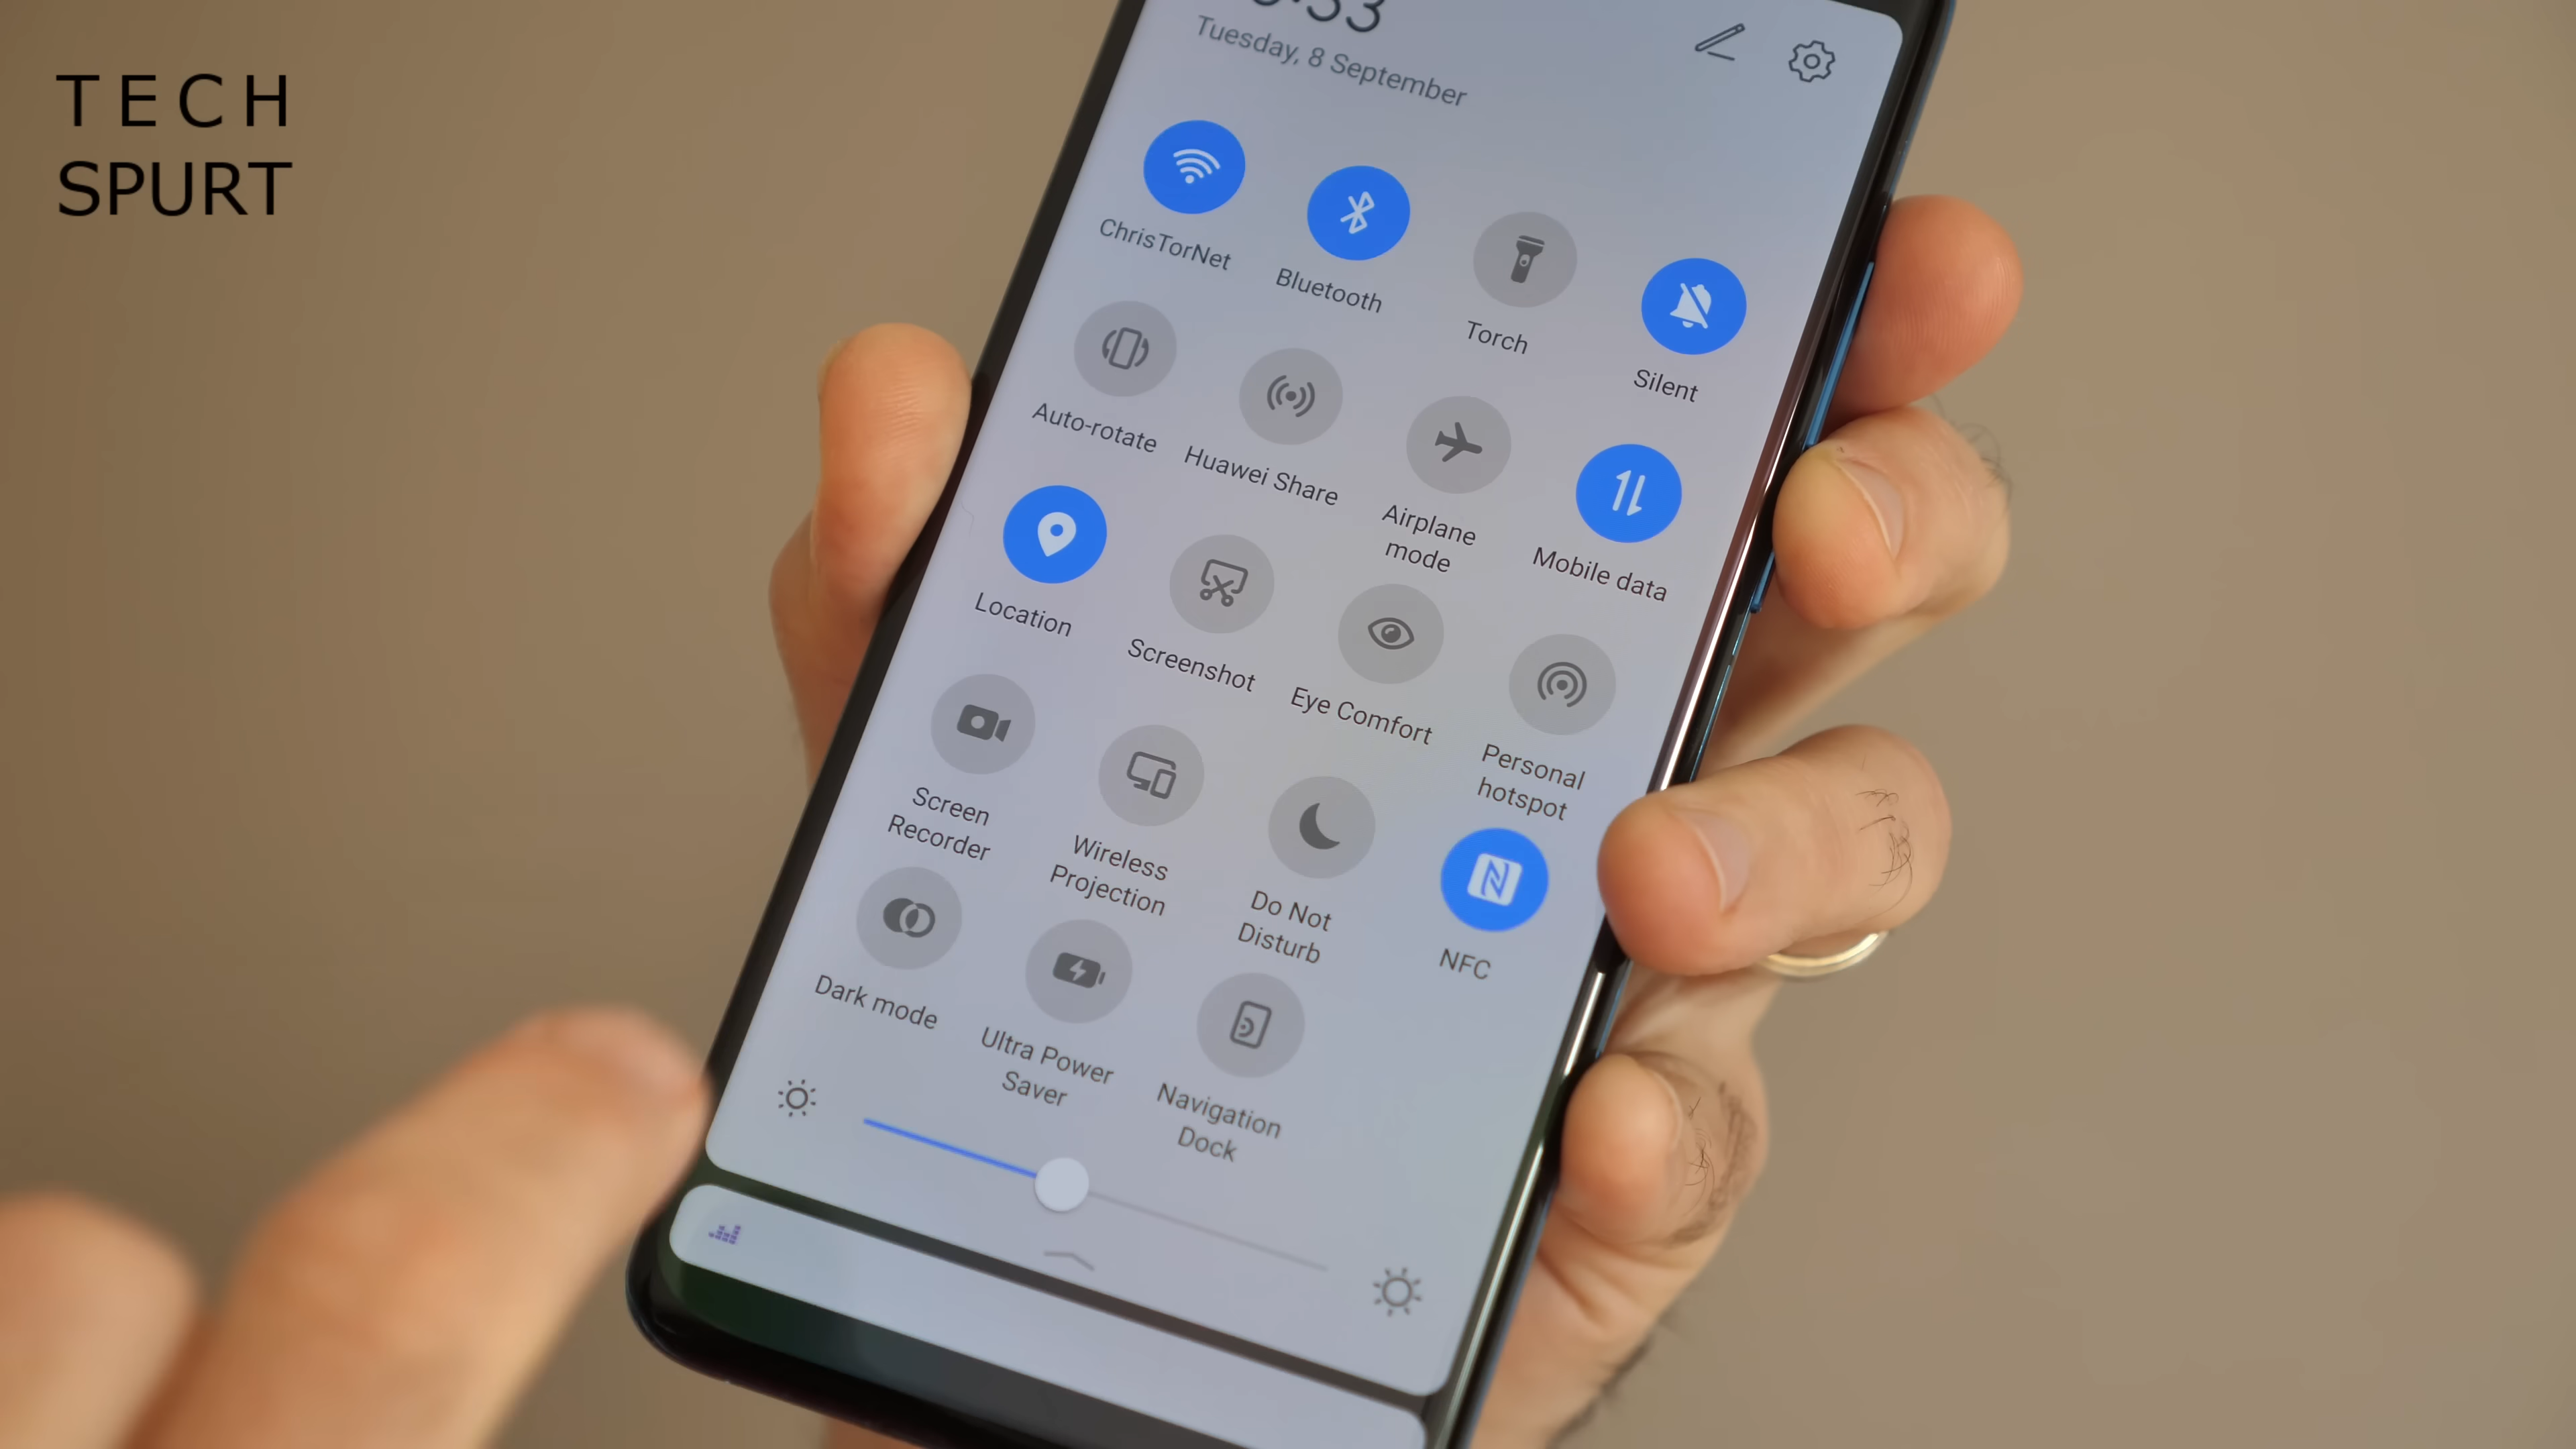 TECH
SPURT
Tuesday, 8 September
ChrisTorNet
Bluetooth
Torch
Silent
Auto-rotate
Huawei Share
Airplane
mode
Mobile data
Location
Screenshot
Eye Comfort
Personal
hotspot
Screen
Recorder
Wireless
Projection
Do Not
Disturb
NFC
Dark mode
Ultra Power
Saver
Navigation
Dock